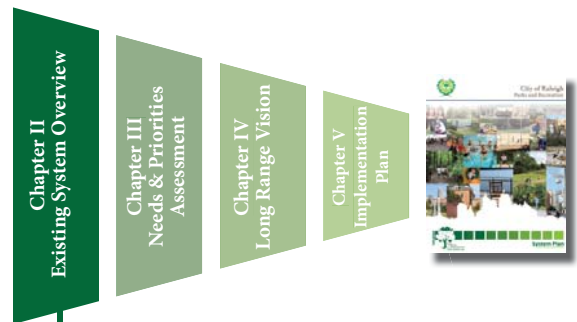 Chapter II
Existing System Overview
Chapter III
Needs & Priorities
Assessment
Chapter IV
Long Range Vision
Chapter V
Implementation
Plan
City of Raleigh
Parks and Recreation
System Plan